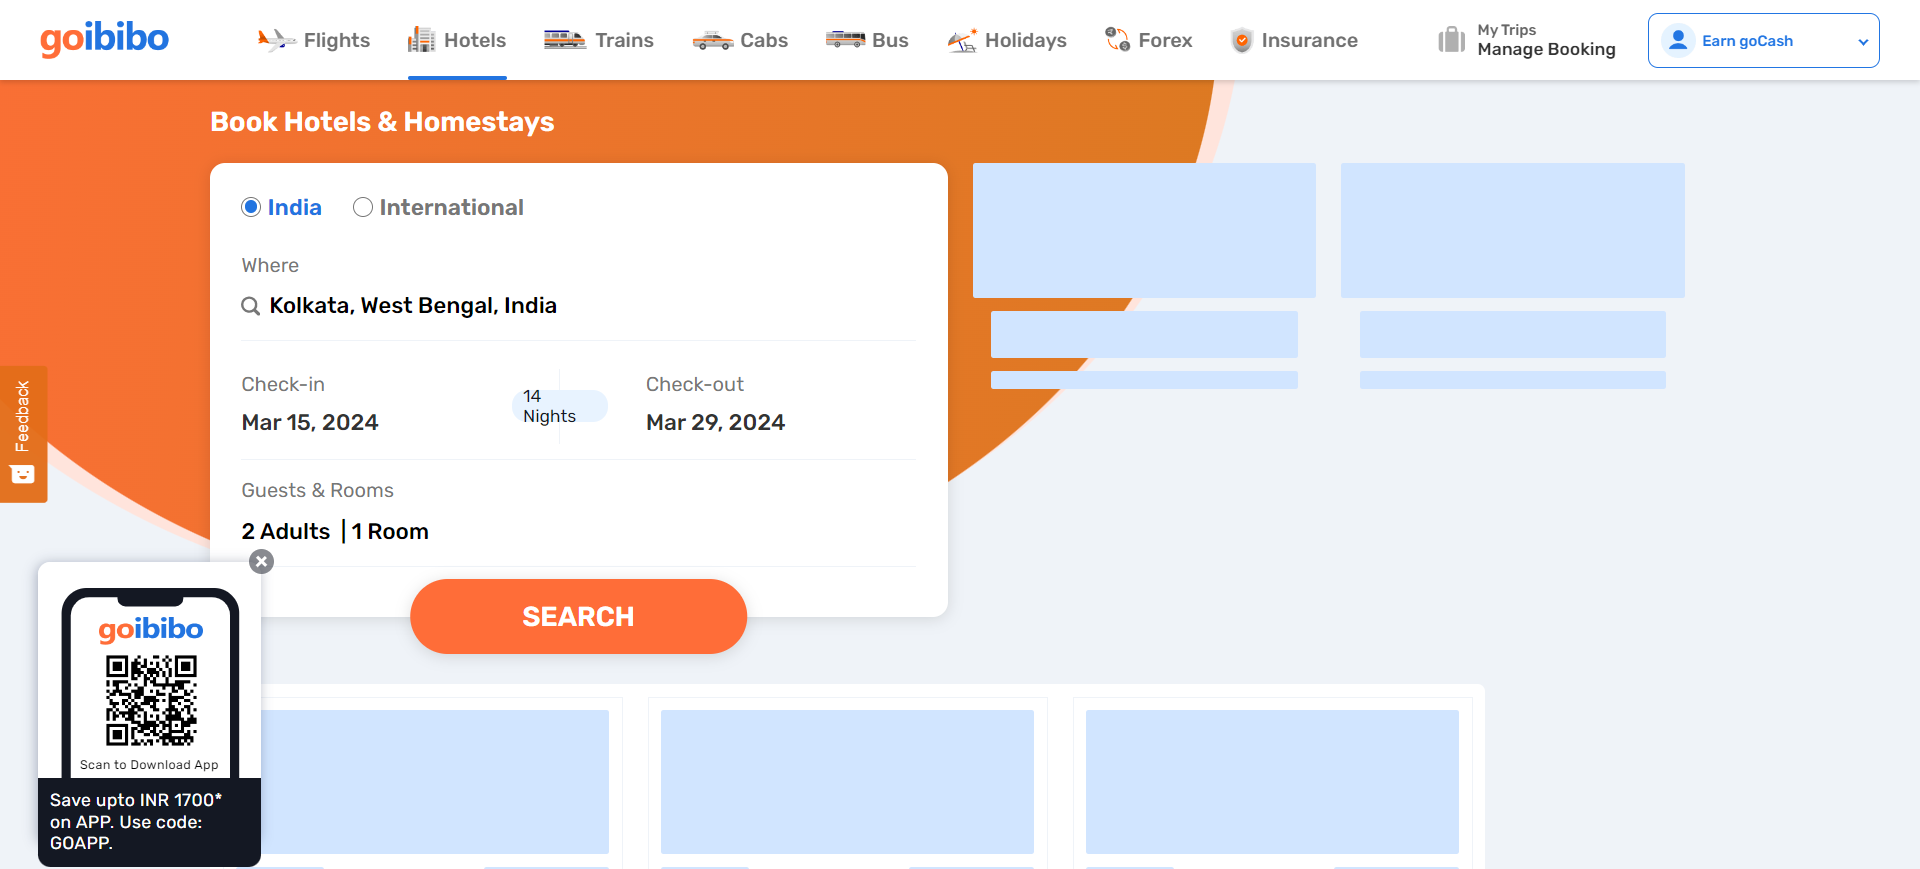 goibibo
Flights
Hotels
Trains
Cabs
Bus
Holidays
Forex
Insurance
My Trips
Manage Booking
Earn goCash
Book Hotels & Homestays
India
International
Where
Kolkata, West Bengal, India
Check-in
Mar 15, 2024
14
Nights
Check-out
Mar 29, 2024
Guests & Rooms
2 Adults | 1 Room
SEARCH
Feedback
goibibo
Scan to Download App
Save upto INR 1700*
on APP. Use code:
GOAPP.